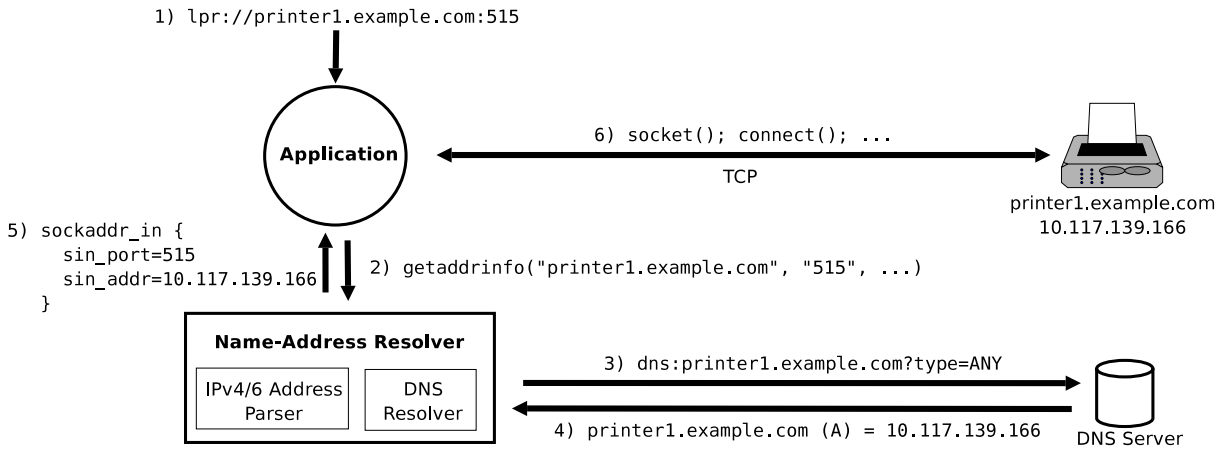 1) lpr://printer1.example.com:515
Application
6) socket(); connect(); ...
TCP
printer1.example.com
10.117.139.166
5) sockaddr_in {
sin_port=515
sin_addr=10.117.139.166
}
2) getaddrinfo("printer1.example.com", "515", ...)
Name-Address Resolver
IPv4/6 Address
Parser
DNS
Resolver
3) dns:printer1.example.com?type=ANY
4) printer1.example.com (A) = 10.117.139.166
DNS Server